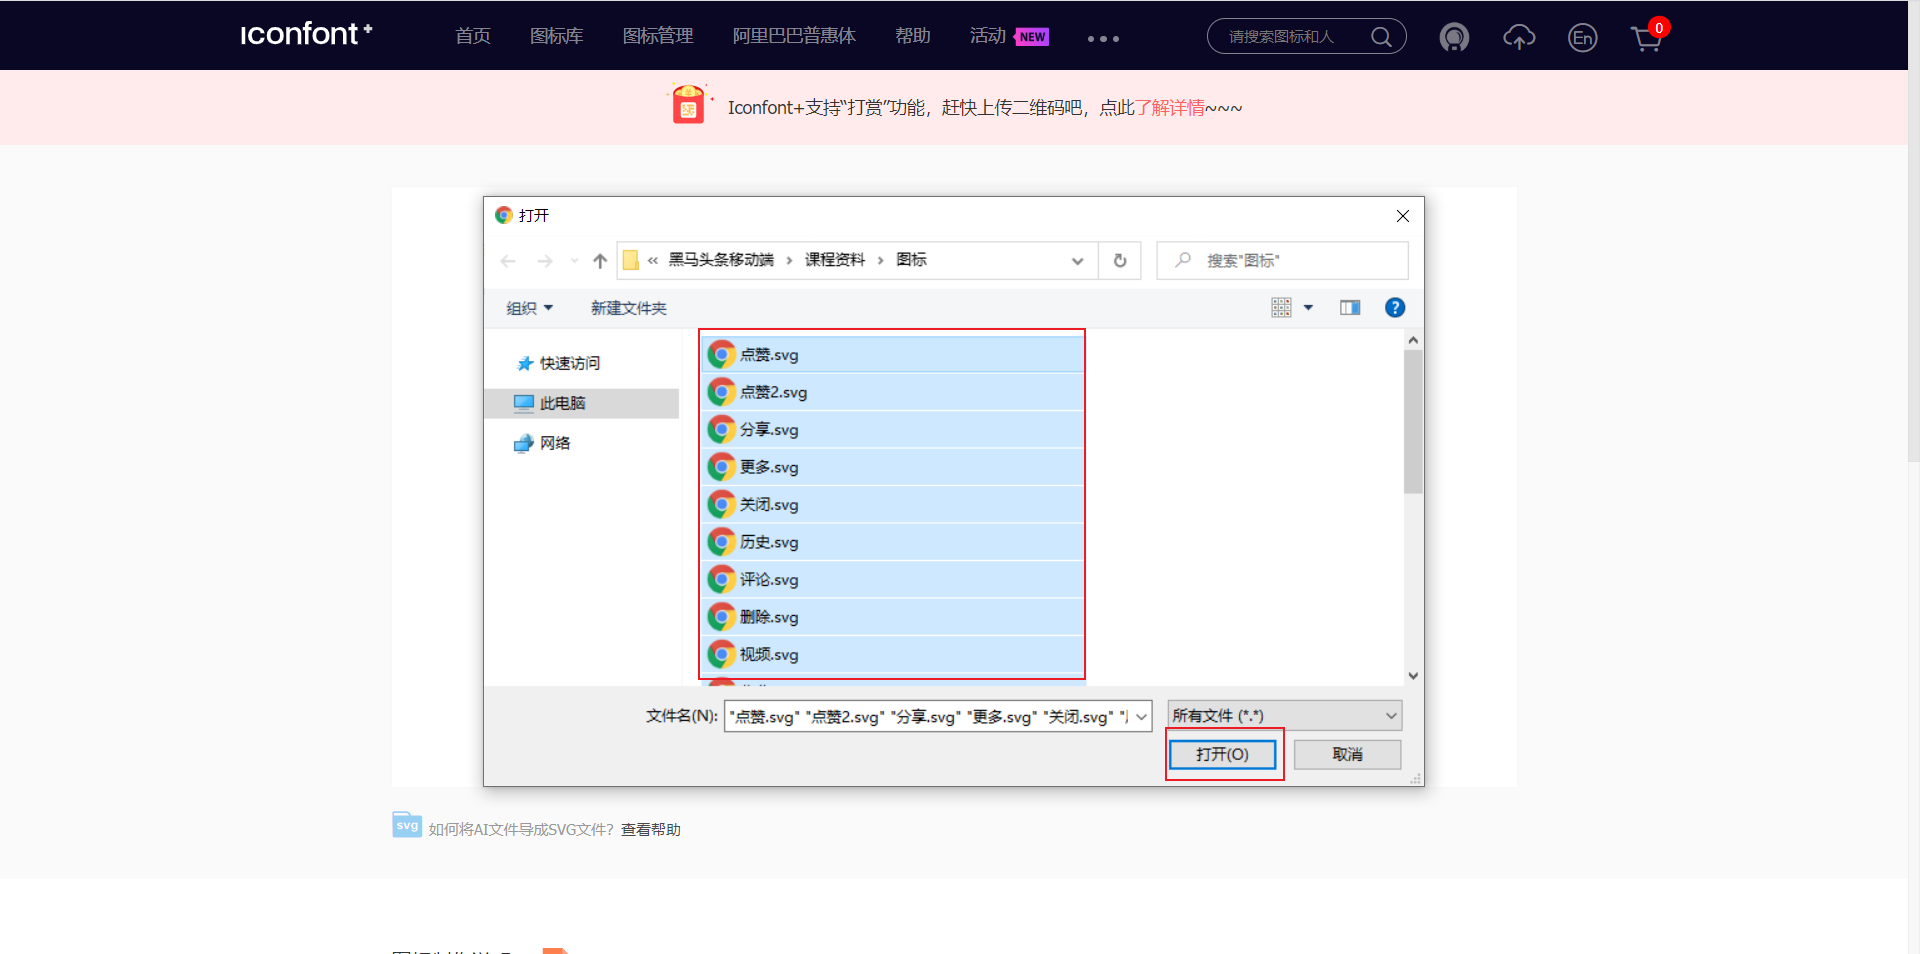 iconfont+ 首页 图标库 图标管理 阿里巴巴普惠体 帮助 活动 NEW 请搜索图标和人 En 0
Iconfont+支持“打赏”功能，赶快上传二维码吧，点此了解详情~~~
打开
« 黑马头条移动端 › 课程资料 › 图标 搜索"图标"
组织 新建文件夹
快速访问
此电脑
网络
点赞.svg
点赞2.svg
分享.svg
更多.svg
关闭.svg
历史.svg
评论.svg
删除.svg
视频.svg
文件名(N): "点赞.svg" "点赞2.svg" "分享.svg" "更多.svg" "关闭.svg" " 所有文件 (*.*)
打开(O) 取消
svg 如何将AI文件导成SVG文件？ 查看帮助